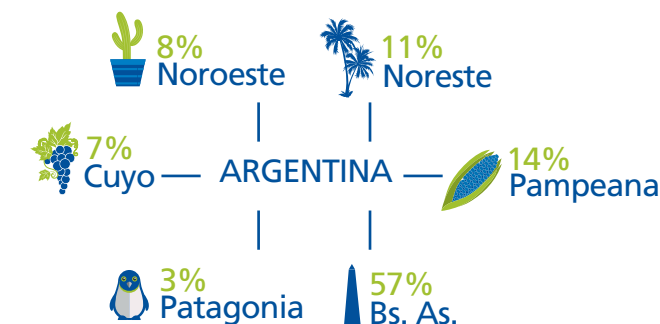 8%
Noroeste
11%
Noreste
7%
Cuyo
ARGENTINA
14%
Pampeana
3%
Patagonia
57%
Bs. As.